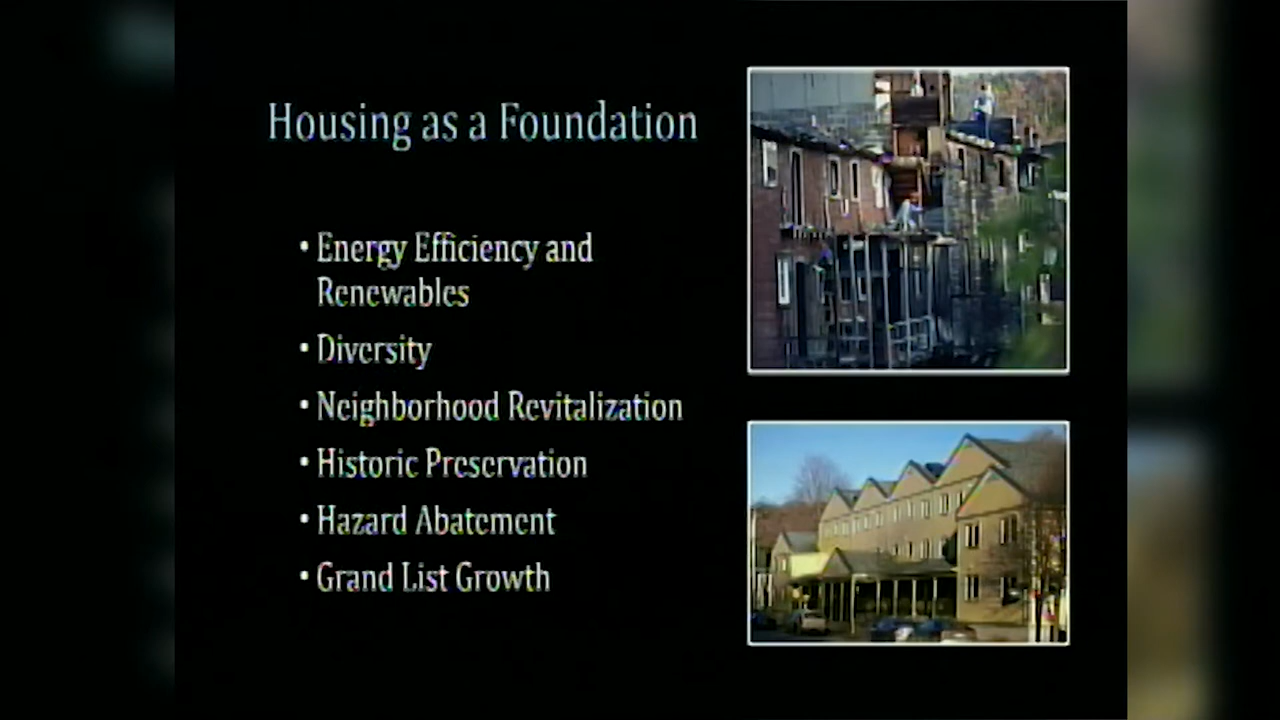 Housing as a Foundation
• Energy Efficiency and
Renewables
• Diversity
• Neighborhood Revitalization
• Historic Preservation
• Hazard Abatement
• Grand List Growth